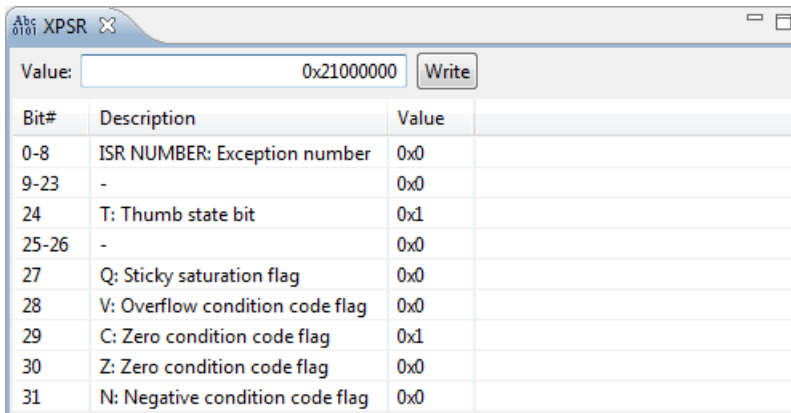 Abc 0101 XPSR
Value: 0x21000000 Write
Bit# Description Value
0-8 ISR NUMBER: Exception number 0x0
9-23 - 0x0
24 T: Thumb state bit 0x1
25-26 - 0x0
27 Q: Sticky saturation flag 0x0
28 V: Overflow condition code flag 0x0
29 C: Zero condition code flag 0x1
30 Z: Zero condition code flag 0x0
31 N: Negative condition code flag 0x0